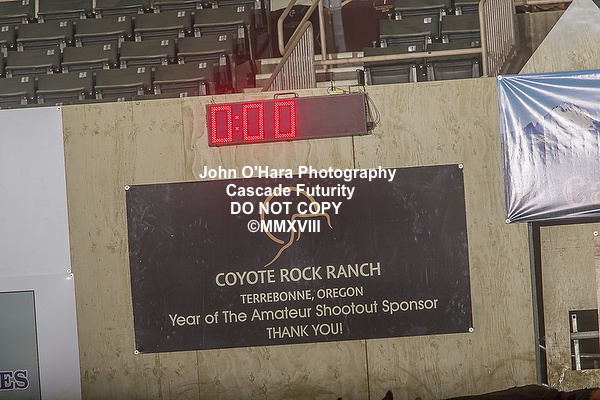 0:00
John O'Hara Photography
Cascade Futurity
DO NOT COPY
©MMXVIII
COYOTE ROCK RANCH
TERREBONNE, OREGON
Year of The Amateur Shootout Sponsor
THANK YOU!